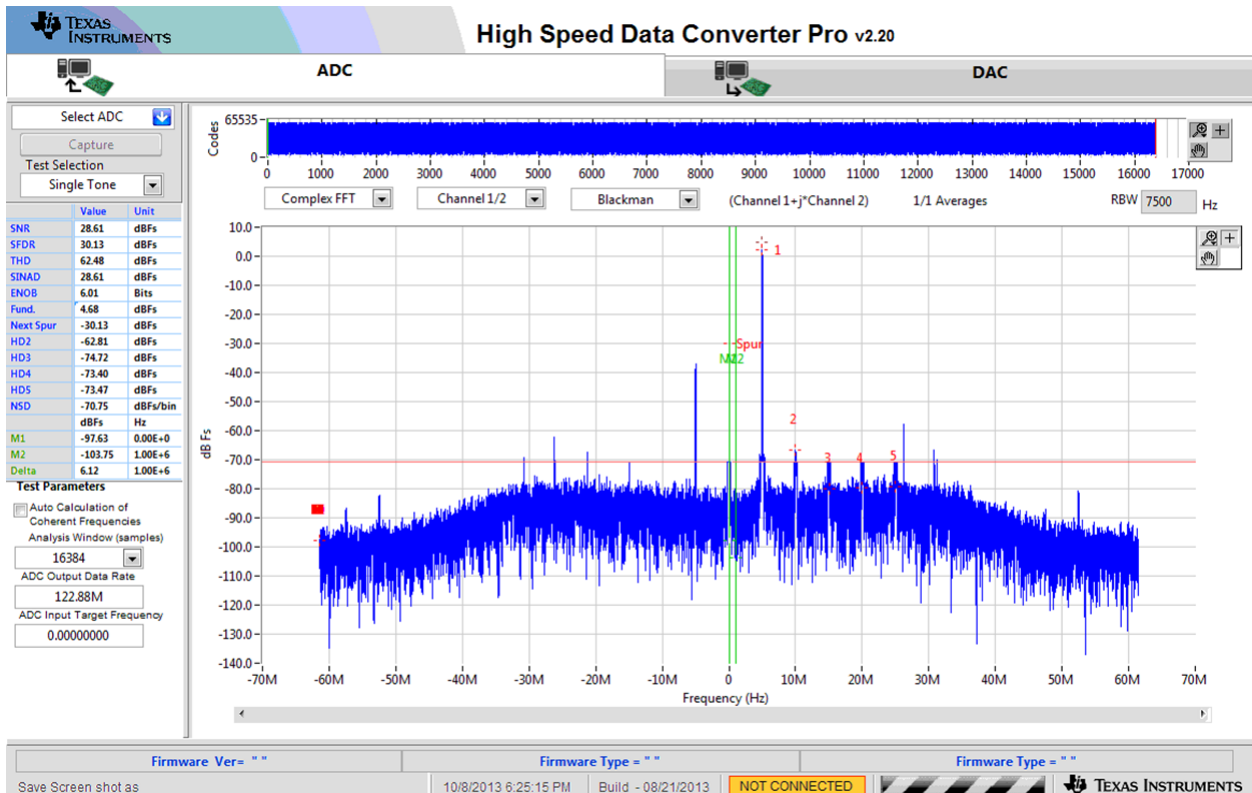 TEXAS INSTRUMENTS
High Speed Data Converter Pro v2.20
ADC
DAC
Select ADC
Capture
Test Selection
Single Tone
Value Unit
SNR 28.61 dBFs
SFDR 30.13 dBFs
THD 62.48 dBFs
SINAD 28.61 dBFs
ENOB 6.01 Bits
Fund. 4.68 dBFs
Next Spur -30.13 dBFs
HD2 -62.81 dBFs
HD3 -74.72 dBFs
HD4 -73.40 dBFs
HD5 -73.47 dBFs
NSD -70.75 dBFs/bin
dBFs Hz
M1 -97.63 0.00E+0
M2 -103.75 1.00E+6
Delta 6.12 1.00E+6
Test Parameters
Auto Calculation of
Coherent Frequencies
Analysis Window (samples)
16384
ADC Output Data Rate
122.88M
ADC Input Target Frequency
0.00000000
Codes
65535
0
0 1000 2000 3000 4000 5000 6000 7000 8000 9000 10000 11000 12000 13000 14000 15000 16000 17000
Complex FFT Channel 1/2 Blackman (Channel 1+j*Channel 2) 1/1 Averages RBW 7500 Hz
dB Fs
10.0
0.0
-10.0
-20.0
-30.0
-40.0
-50.0
-60.0
-70.0
-80.0
-90.0
-100.0
-110.0
-120.0
-130.0
-140.0
1
Spur
M2
2
3
4
5
-70M -60M -50M -40M -30M -20M -10M 0 10M 20M 30M 40M 50M 60M 70M
Frequency (Hz)
Firmware Ver= " " Firmware Type = " " Firmware Type = " "
Save Screen shot as 10/8/2013 6:25:15 PM Build - 08/21/2013 NOT CONNECTED TEXAS INSTRUMENTS